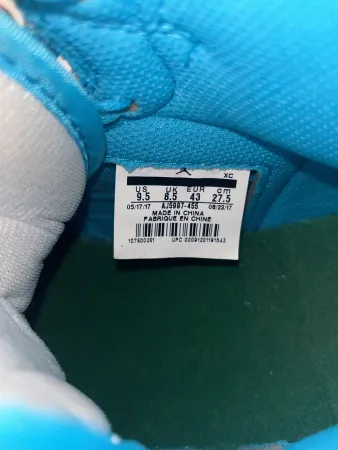 XC
US UK EUR cm
9.5 8.5 43 27.5
05/17/17 AJ5997-455 08/23/17
MADE IN CHINA
FABRIQUE EN CHINE
107600261 UPC 00091201191543